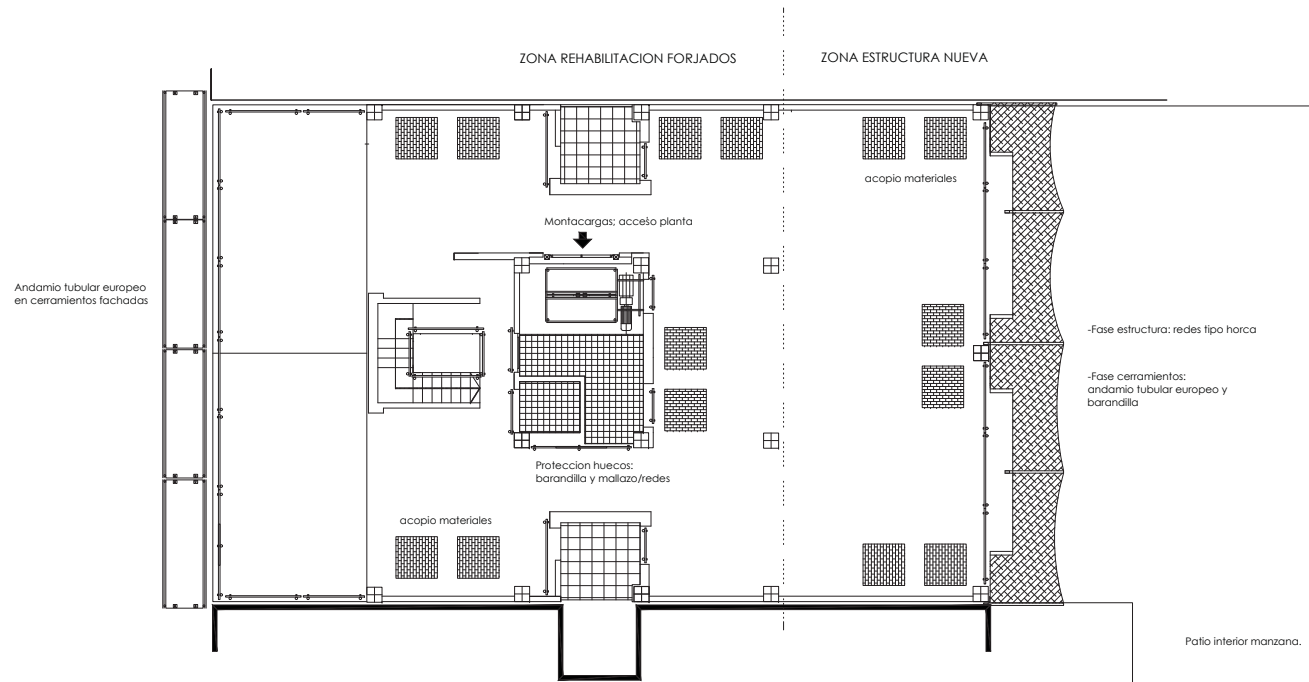 ZONA REHABILITACION FORJADOS
ZONA ESTRUCTURA NUEVA
acopio materiales
Montacargas; acceso planta
Andamio tubular europeo
en cerramientos fachadas
-Fase estructura: redes tipo horca
-Fase cerramientos:
andamio tubular europeo y
barandilla
Proteccion huecos:
barandilla y mallazo/redes
acopio materiales
Patio interior manzana.